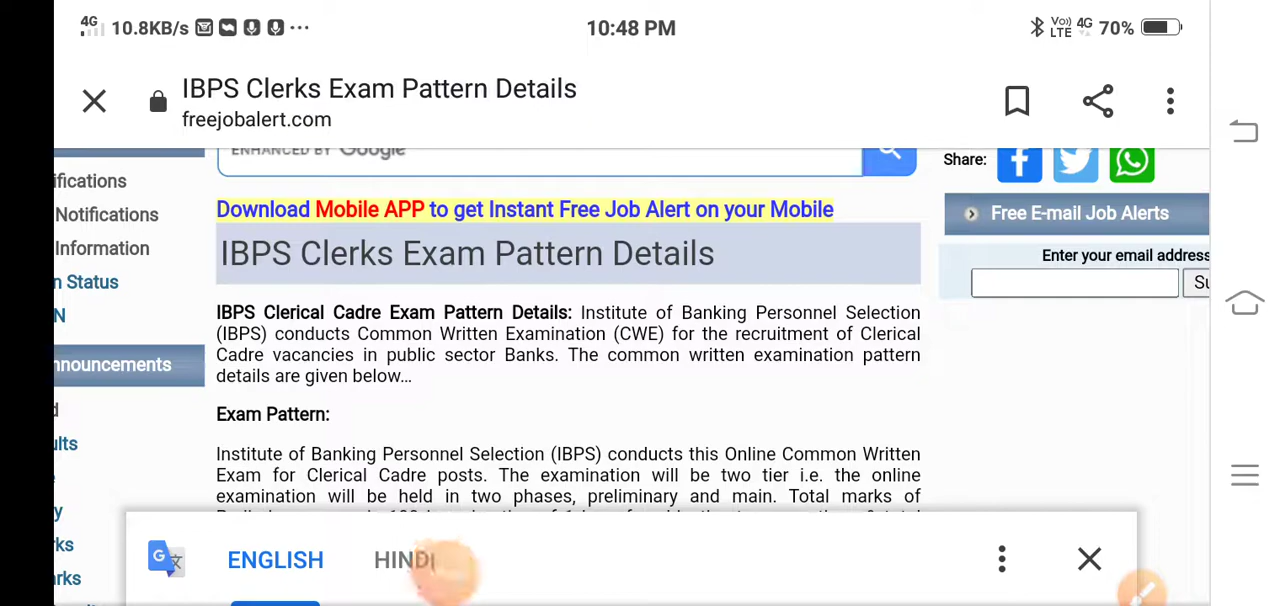 4G 10.8KB/s 10:48 PM Vo) LTE 4G 70%
IBPS Clerks Exam Pattern Details
freejobalert.com
ENHANCED BY Google
Share:
ifications
Notifications
Information
n Status
N
nnouncements
d
ults
y
rks
arks
Download Mobile APP to get Instant Free Job Alert on your Mobile
IBPS Clerks Exam Pattern Details
IBPS Clerical Cadre Exam Pattern Details: Institute of Banking Personnel Selection
(IBPS) conducts Common Written Examination (CWE) for the recruitment of Clerical
Cadre vacancies in public sector Banks. The common written examination pattern
details are given below...
Exam Pattern:
Institute of Banking Personnel Selection (IBPS) conducts this Online Common Written
Exam for Clerical Cadre posts. The examination will be two tier i.e. the online
examination will be held in two phases, preliminary and main. Total marks of
Free E-mail Job Alerts
Enter your email address
Su
G ENGLISH HINDI